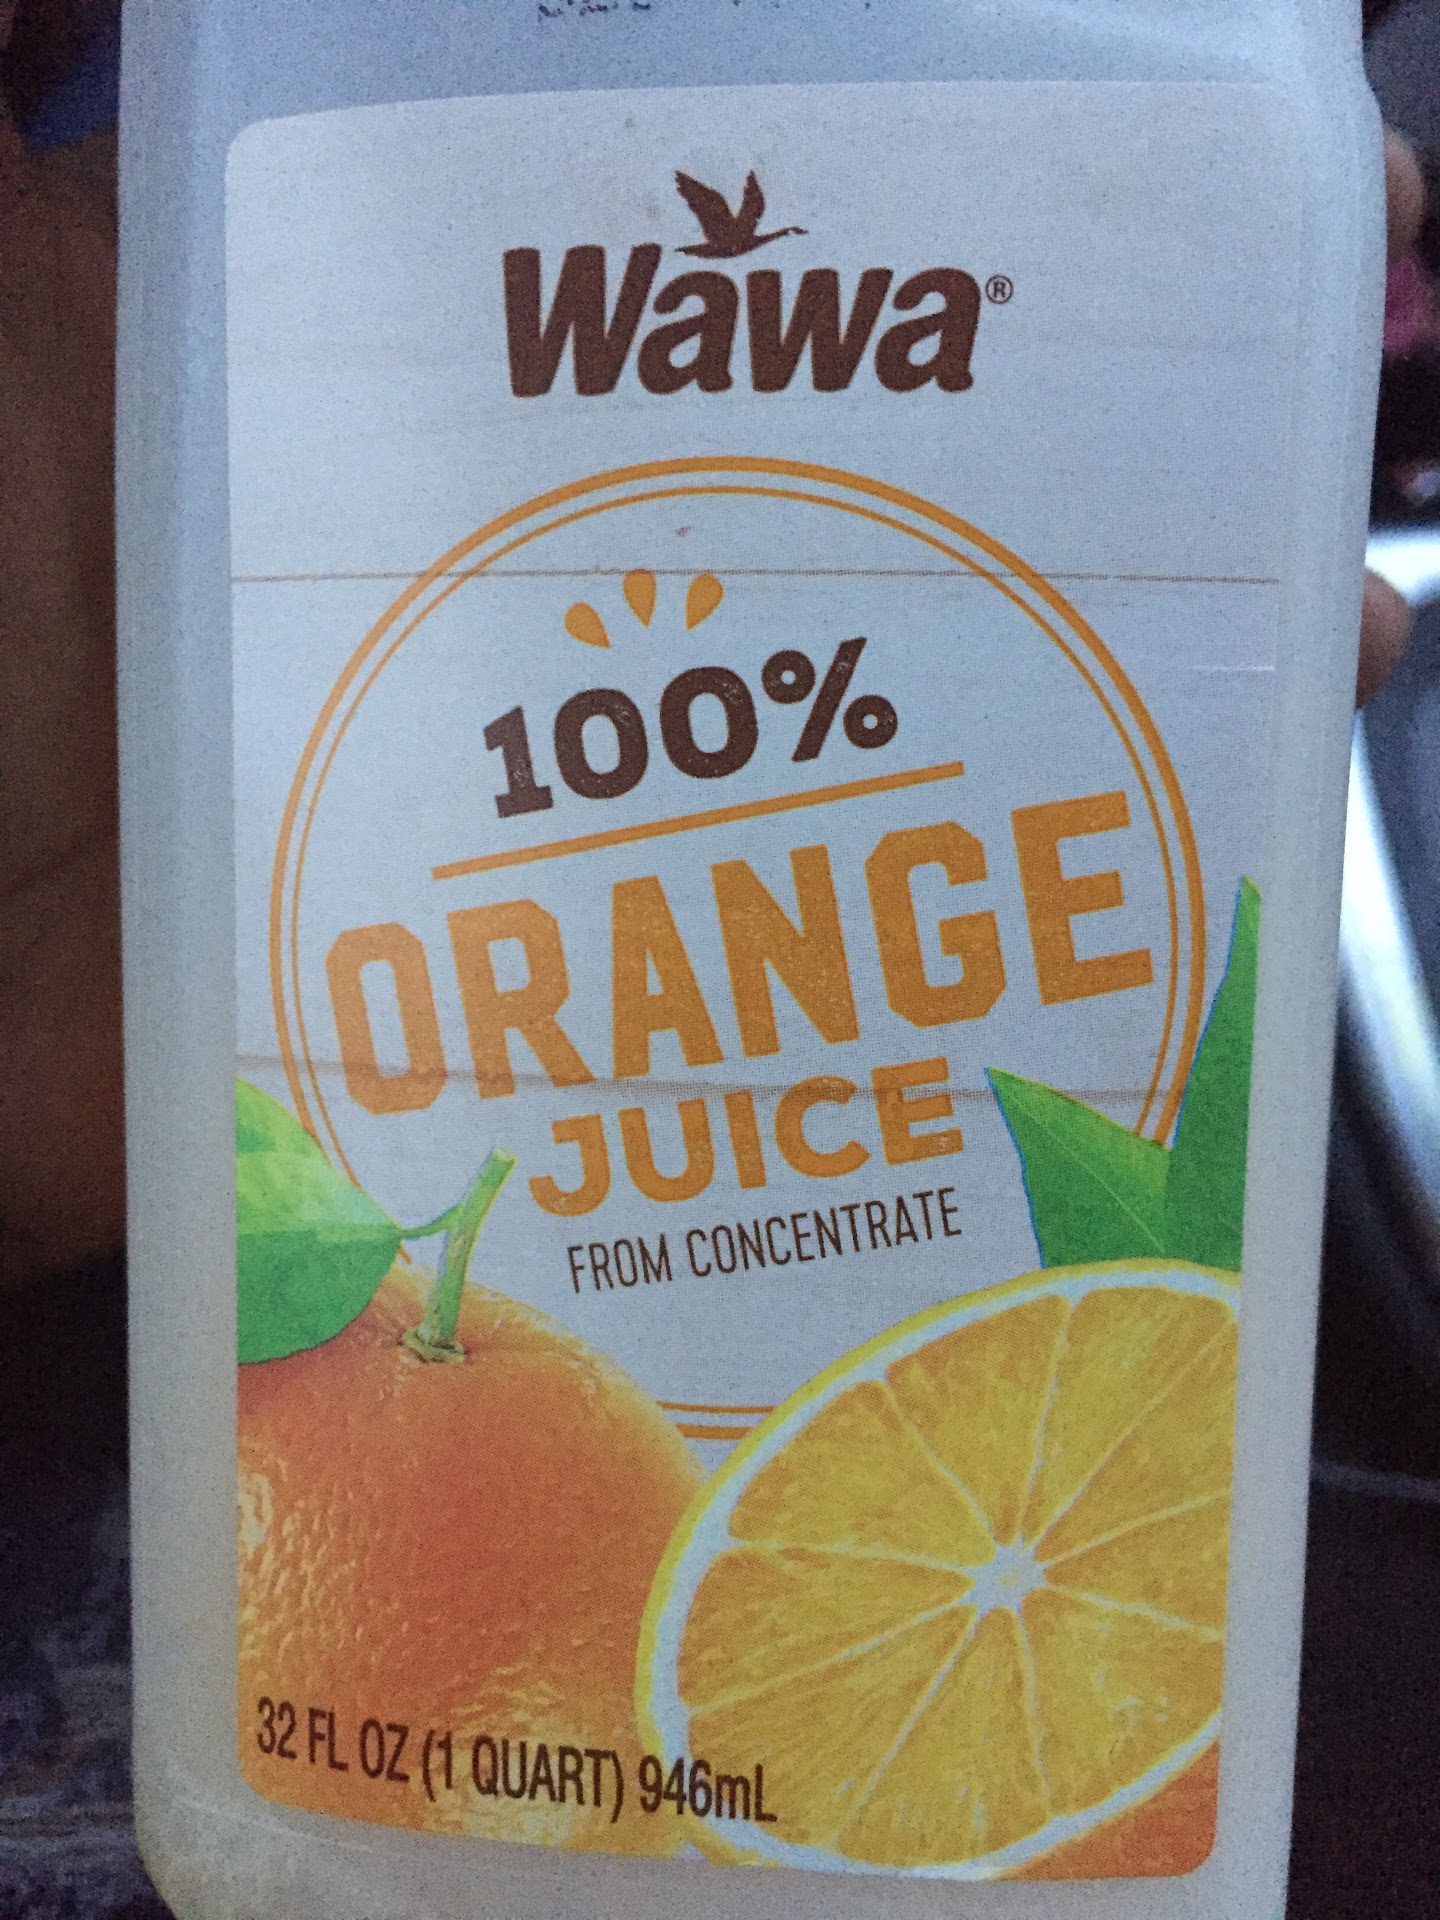 Wawa®
100%
ORANGE
JUICE
FROM CONCENTRATE
32 FL OZ (1 QUART) 946mL